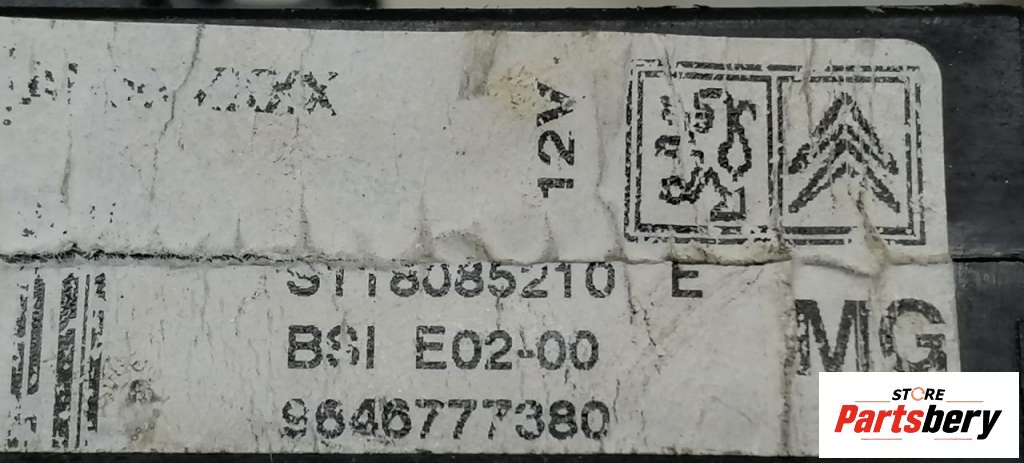 12V
S118085210 E
BSI E02-00
MG
9646777380
STORE
Partsbery